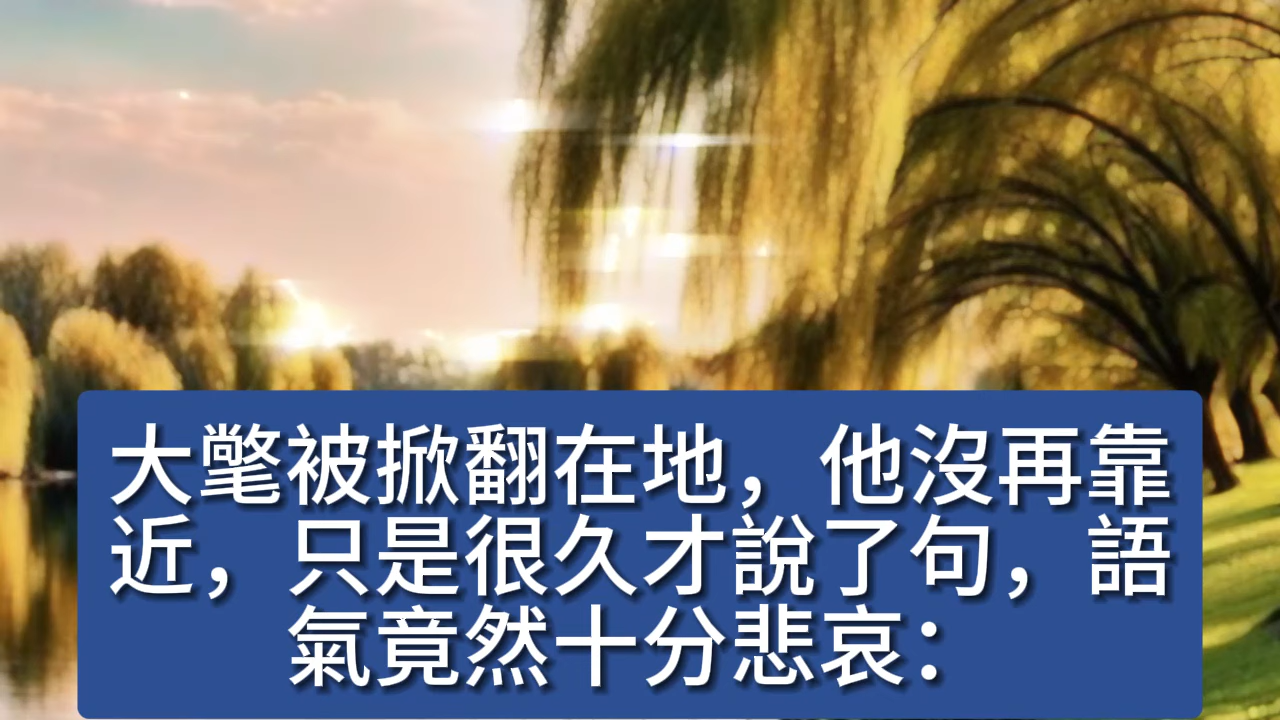 大氅被掀翻在地，他沒再靠
近，只是很久才說了句，語
氣竟然十分悲哀：